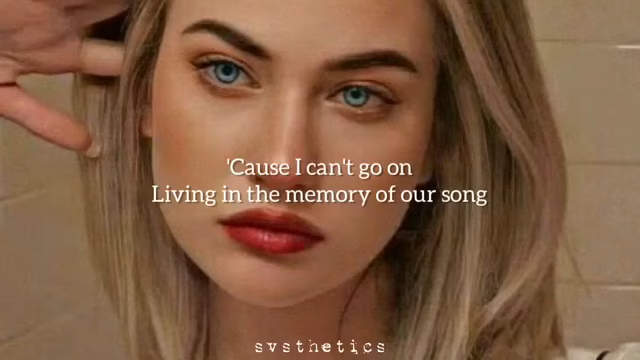 'Cause I can't go on
Living in the memory of our song
svsthetics